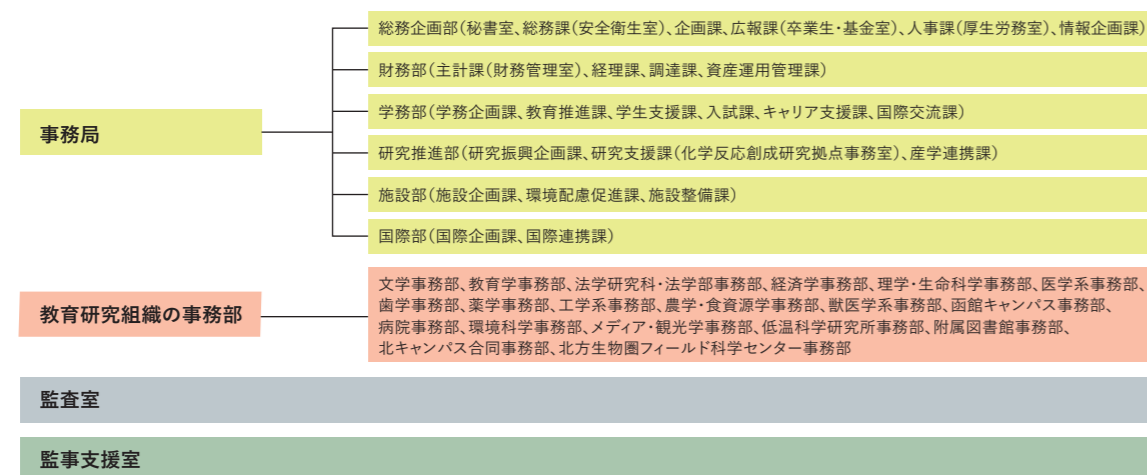 総務企画部(秘書室、総務課(安全衛生室)、企画課、広報課(卒業生・基金室)、人事課(厚生労務室)、情報企画課)
財務部(主計課(財務管理室)、経理課、調達課、資産運用管理課)
学務部(学務企画課、教育推進課、学生支援課、入試課、キャリア支援課、国際交流課)
事務局
研究推進部(研究振興企画課、研究支援課(化学反応創成研究拠点事務室)、産学連携課)
施設部(施設企画課、環境配慮促進課、施設整備課)
国際部(国際企画課、国際連携課)
教育研究組織の事務部
文学事務部、教育学事務部、法学研究科・法学部事務部、経済学事務部、理学・生命科学事務部、医学系事務部、
歯学事務部、薬学事務部、工学系事務部、農学・食資源学事務部、獣医学系事務部、函館キャンパス事務部、
病院事務部、環境科学事務部、メディア・観光学事務部、低温科学研究所事務部、附属図書館事務部、
北キャンパス合同事務部、北方生物圏フィールド科学センター事務部
監査室
監事支援室